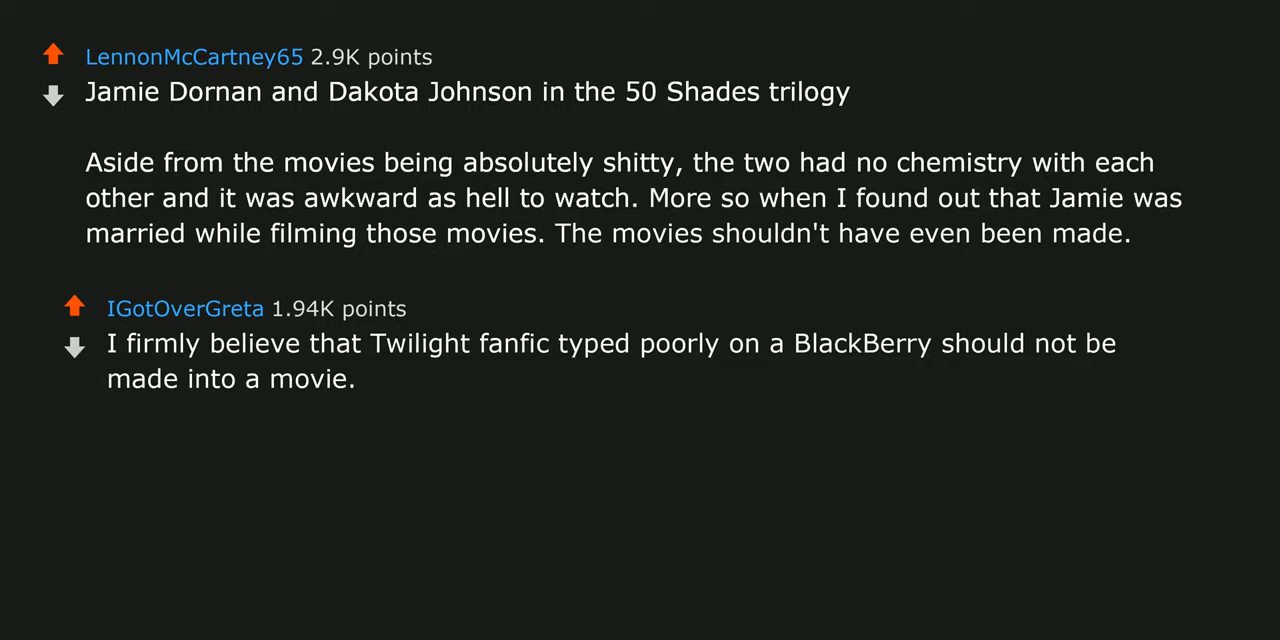 LennonMcCartney65 2.9K points
Jamie Dornan and Dakota Johnson in the 50 Shades trilogy
Aside from the movies being absolutely shitty, the two had no chemistry with each
other and it was awkward as hell to watch. More so when I found out that Jamie was
married while filming those movies. The movies shouldn't have even been made.
IGotOverGreta 1.94K points
I firmly believe that Twilight fanfic typed poorly on a BlackBerry should not be
made into a movie.